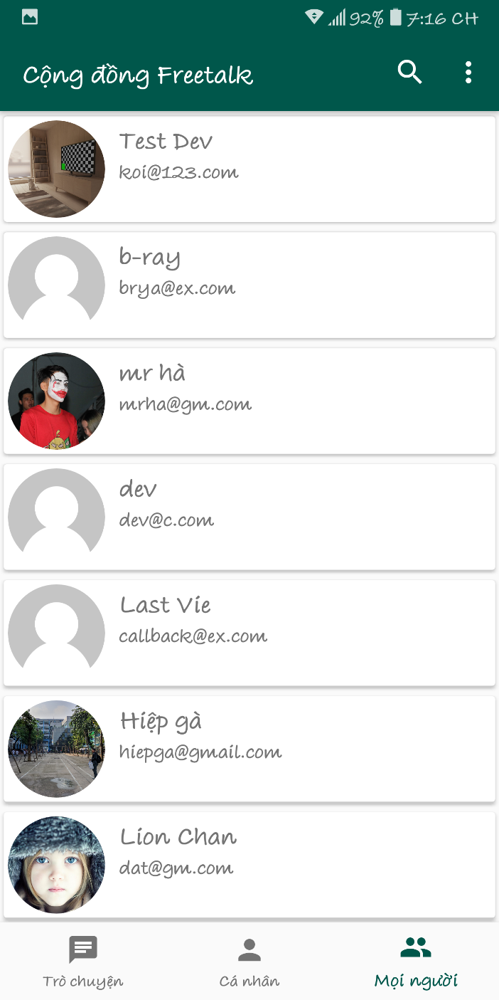 92% 7:16 CH
Cộng đồng Freetalk
Test Dev
koi@123.com
b-ray
brya@ex.com
mr hà
mrha@gm.com
dev
dev@c.com
Last Vie
callback@ex.com
Hiệp gà
hiepga@gmail.com
Lion Chan
dat@gm.com
Trò chuyện Cá nhân Mọi người